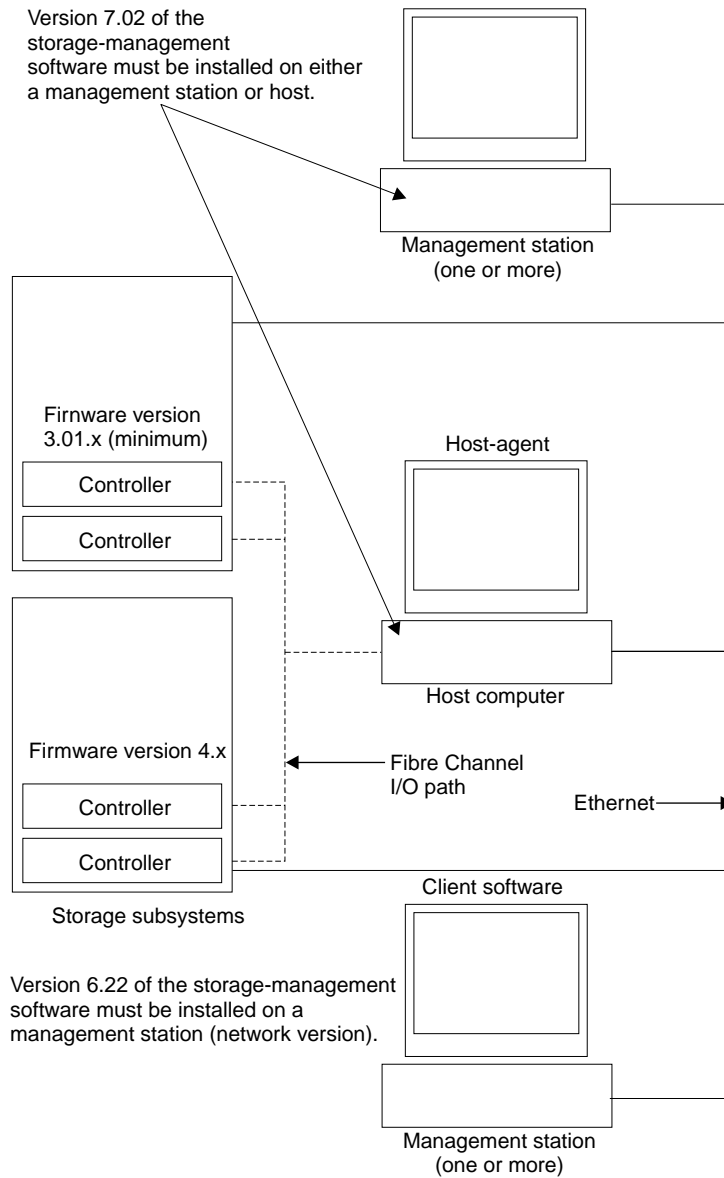 Version 7.02 of the
storage-management
software must be installed on either
a management station or host.
Management station
(one or more)
Firnware version
3.01.x (minimum)
Controller
Controller
Host-agent
Host computer
Firmware version 4.x
Controller
Controller
Fibre Channel
I/O path
Ethernet
Storage subsystems
Client software
Version 6.22 of the storage-management
software must be installed on a
management station (network version).
Management station
(one or more)